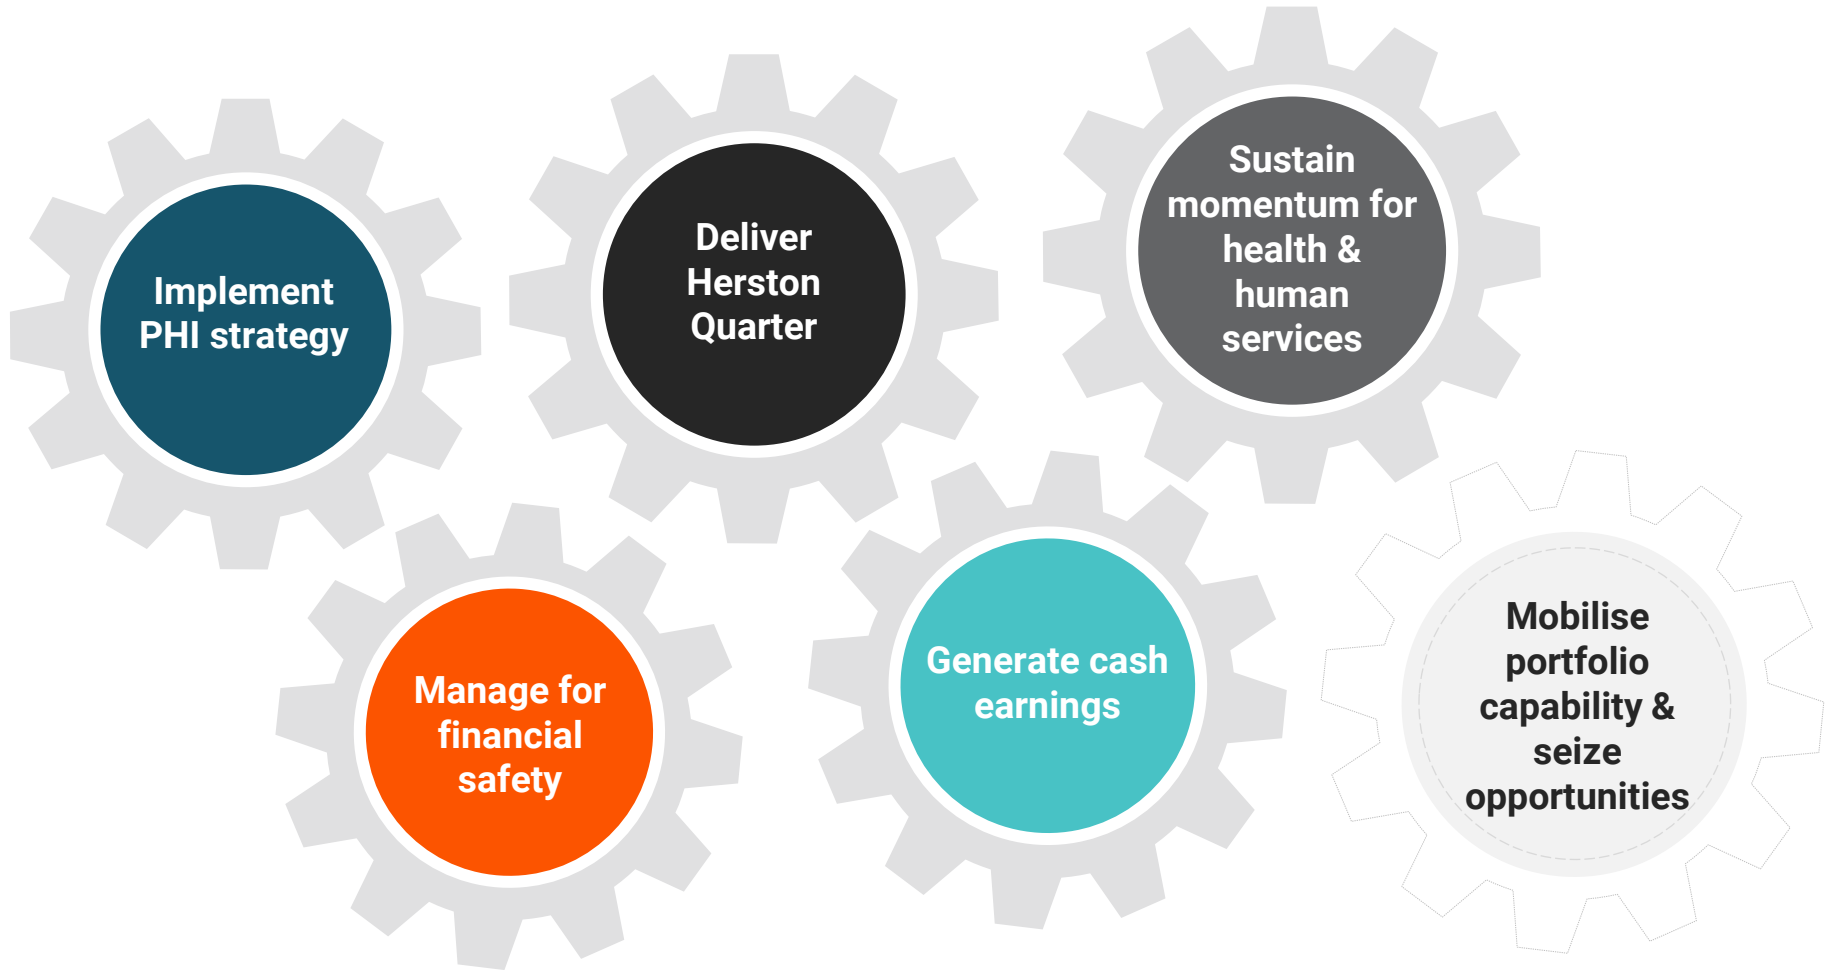 Implement
PHI strategy
Deliver
Herston
Quarter
Sustain
momentum for
health &
human
services
Manage for
financial
safety
Generate cash
earnings
Mobilise
portfolio
capability &
seize
opportunities